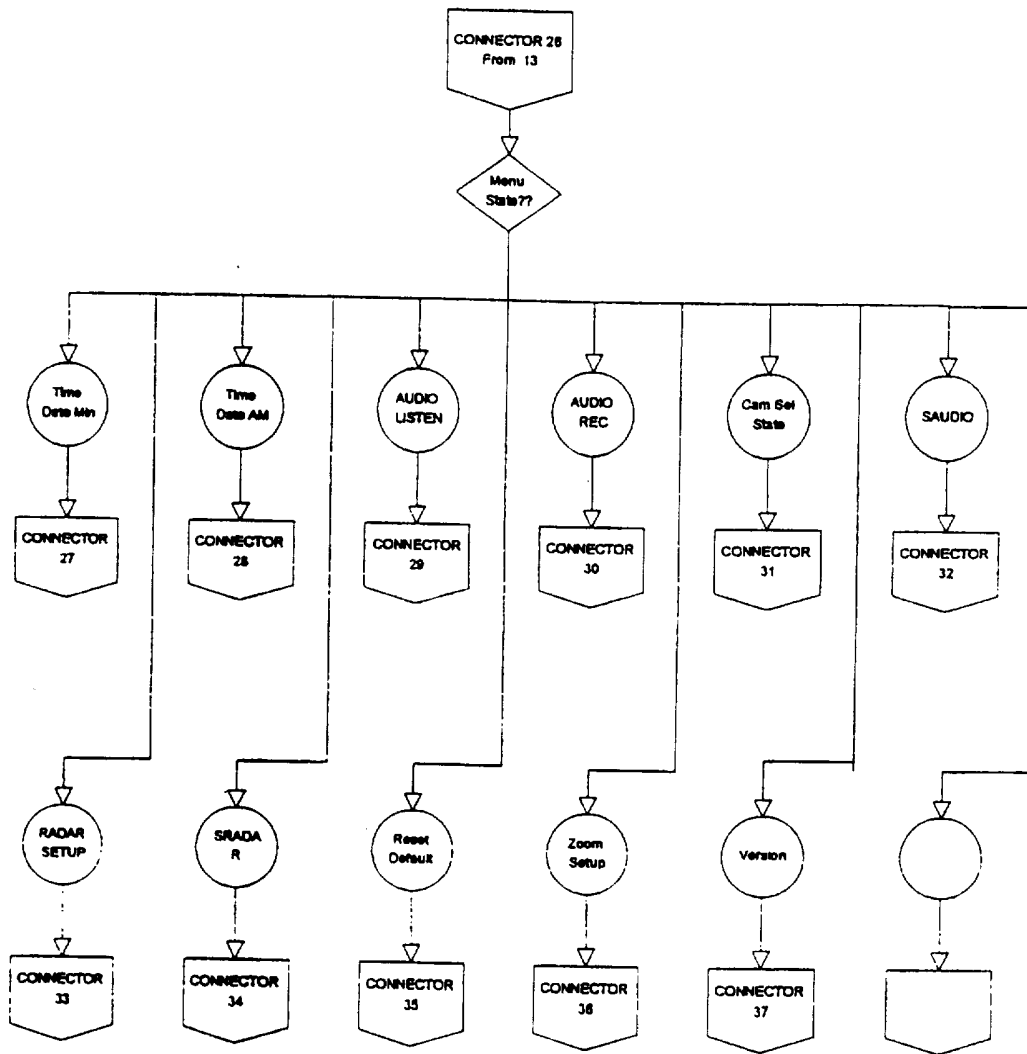 CONNECTOR 26
From 13
Menu
State??
Time
Date Min
Time
Date AM
AUDIO
LISTEN
AUDIO
REC
Cam Sel
State
SAUDIO
CONNECTOR
27
CONNECTOR
28
CONNECTOR
29
CONNECTOR
30
CONNECTOR
31
CONNECTOR
32
RADAR
SETUP
SRADA
R
Reset
Default
Zoom
Setup
Version
CONNECTOR
33
CONNECTOR
34
CONNECTOR
35
CONNECTOR
36
CONNECTOR
37